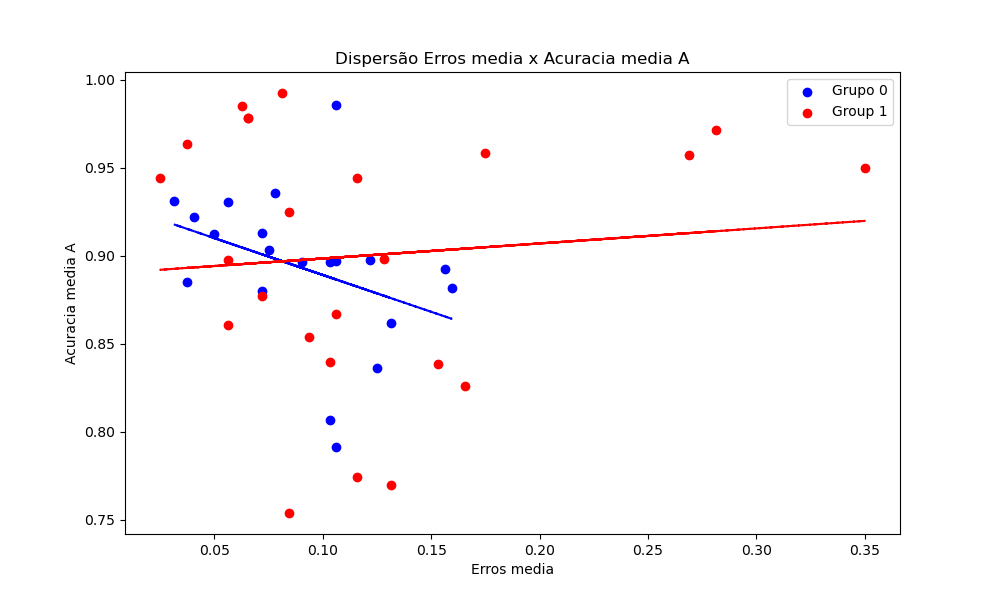 Dispersão Erros media x Acuracia media A
Grupo 0
Group 1
Acuracia media A
1.00
0.95
0.90
0.85
0.80
0.75
0.05
0.10
0.15
0.20
0.25
0.30
0.35
Erros media